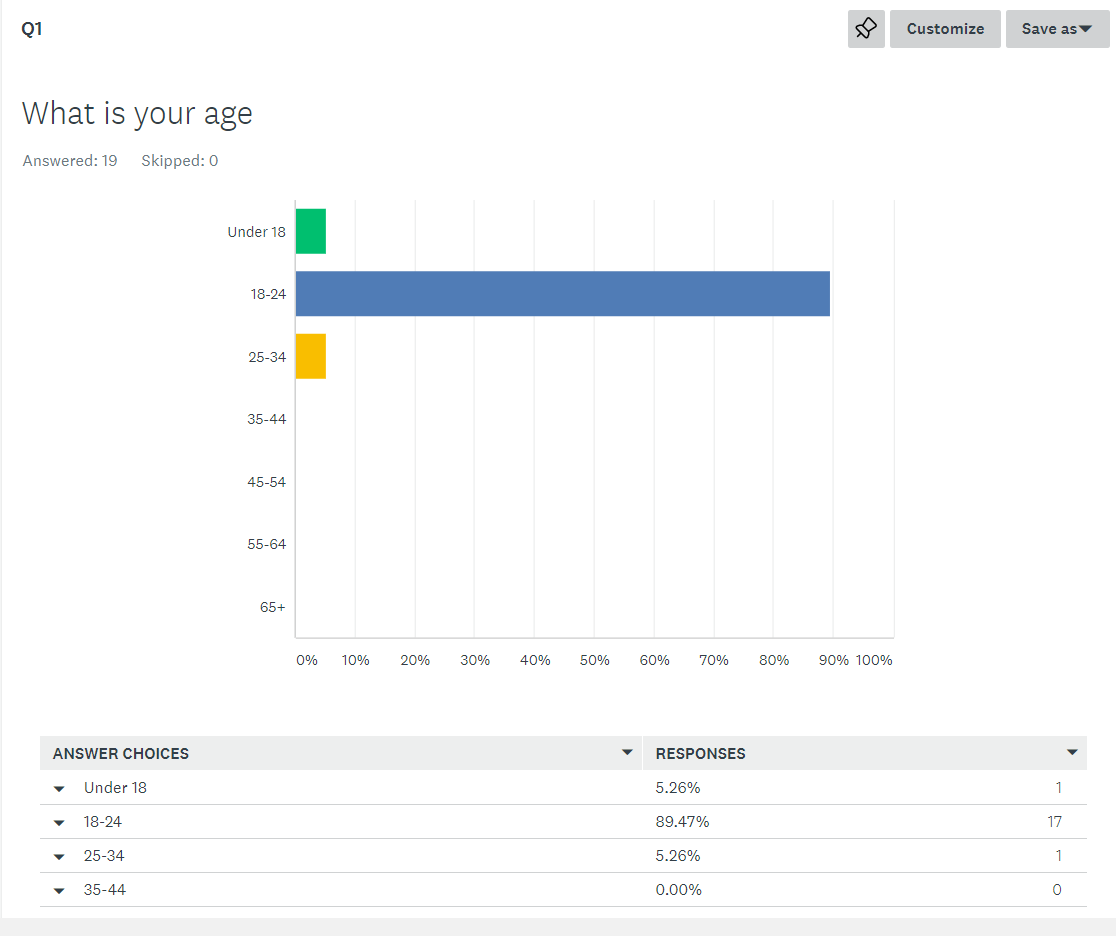 Q1
Customize
Save as
What is your age
Answered: 19 Skipped: 0
Under 18
18-24
25-34
35-44
45-54
55-64
65+
0% 10% 20% 30% 40% 50% 60% 70% 80% 90% 100%
ANSWER CHOICES RESPONSES
Under 18 5.26% 1
18-24 89.47% 17
25-34 5.26% 1
35-44 0.00% 0